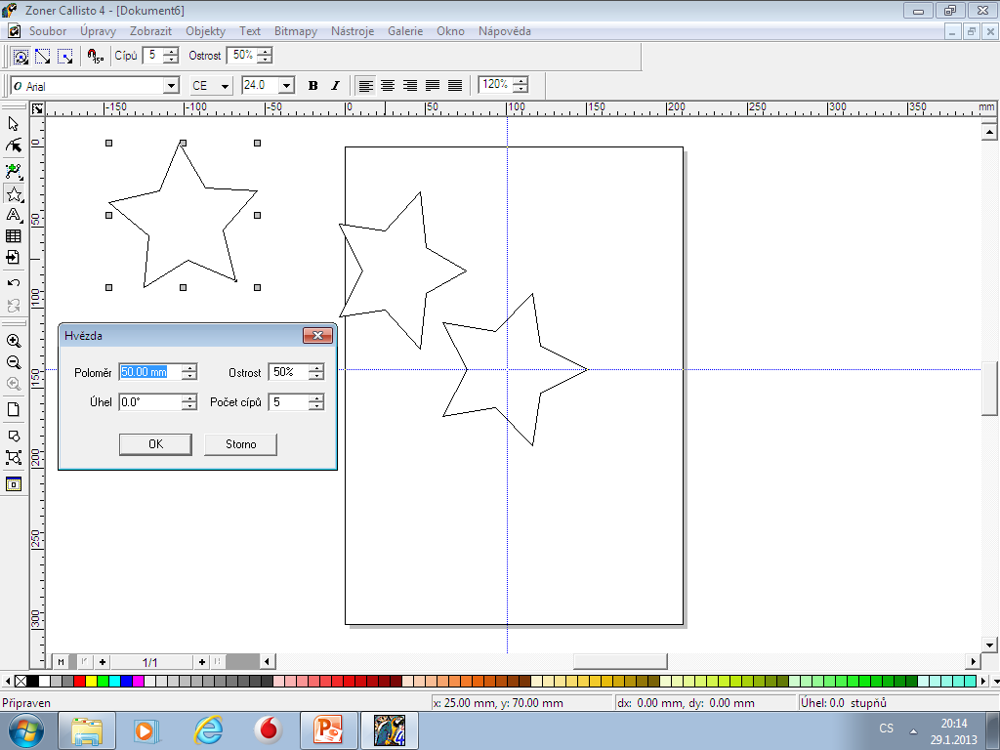 Zoner Callisto 4 - [Dokument6]
Soubor Úpravy Zobrazit Objekty Text Bitmapy Nástroje Galerie Okno Nápověda
Cípů 5 Ostrost 50%
Arial CE 24.0 B I 120%
-150 -100 -50 0 50 100 150 200 250 300 350 mm
0
50
100
150
200
250
300
Hvězda
Poloměr 50.00 mm Ostrost 50%
Úhel 0.0° Počet cípů 5
OK Storno
M 1/1
Připraven x: 25.00 mm, y: 70.00 mm dx: 0.00 mm, dy: 0.00 mm Úhel: 0.0 stupňů
CS 20:14
29.1.2013